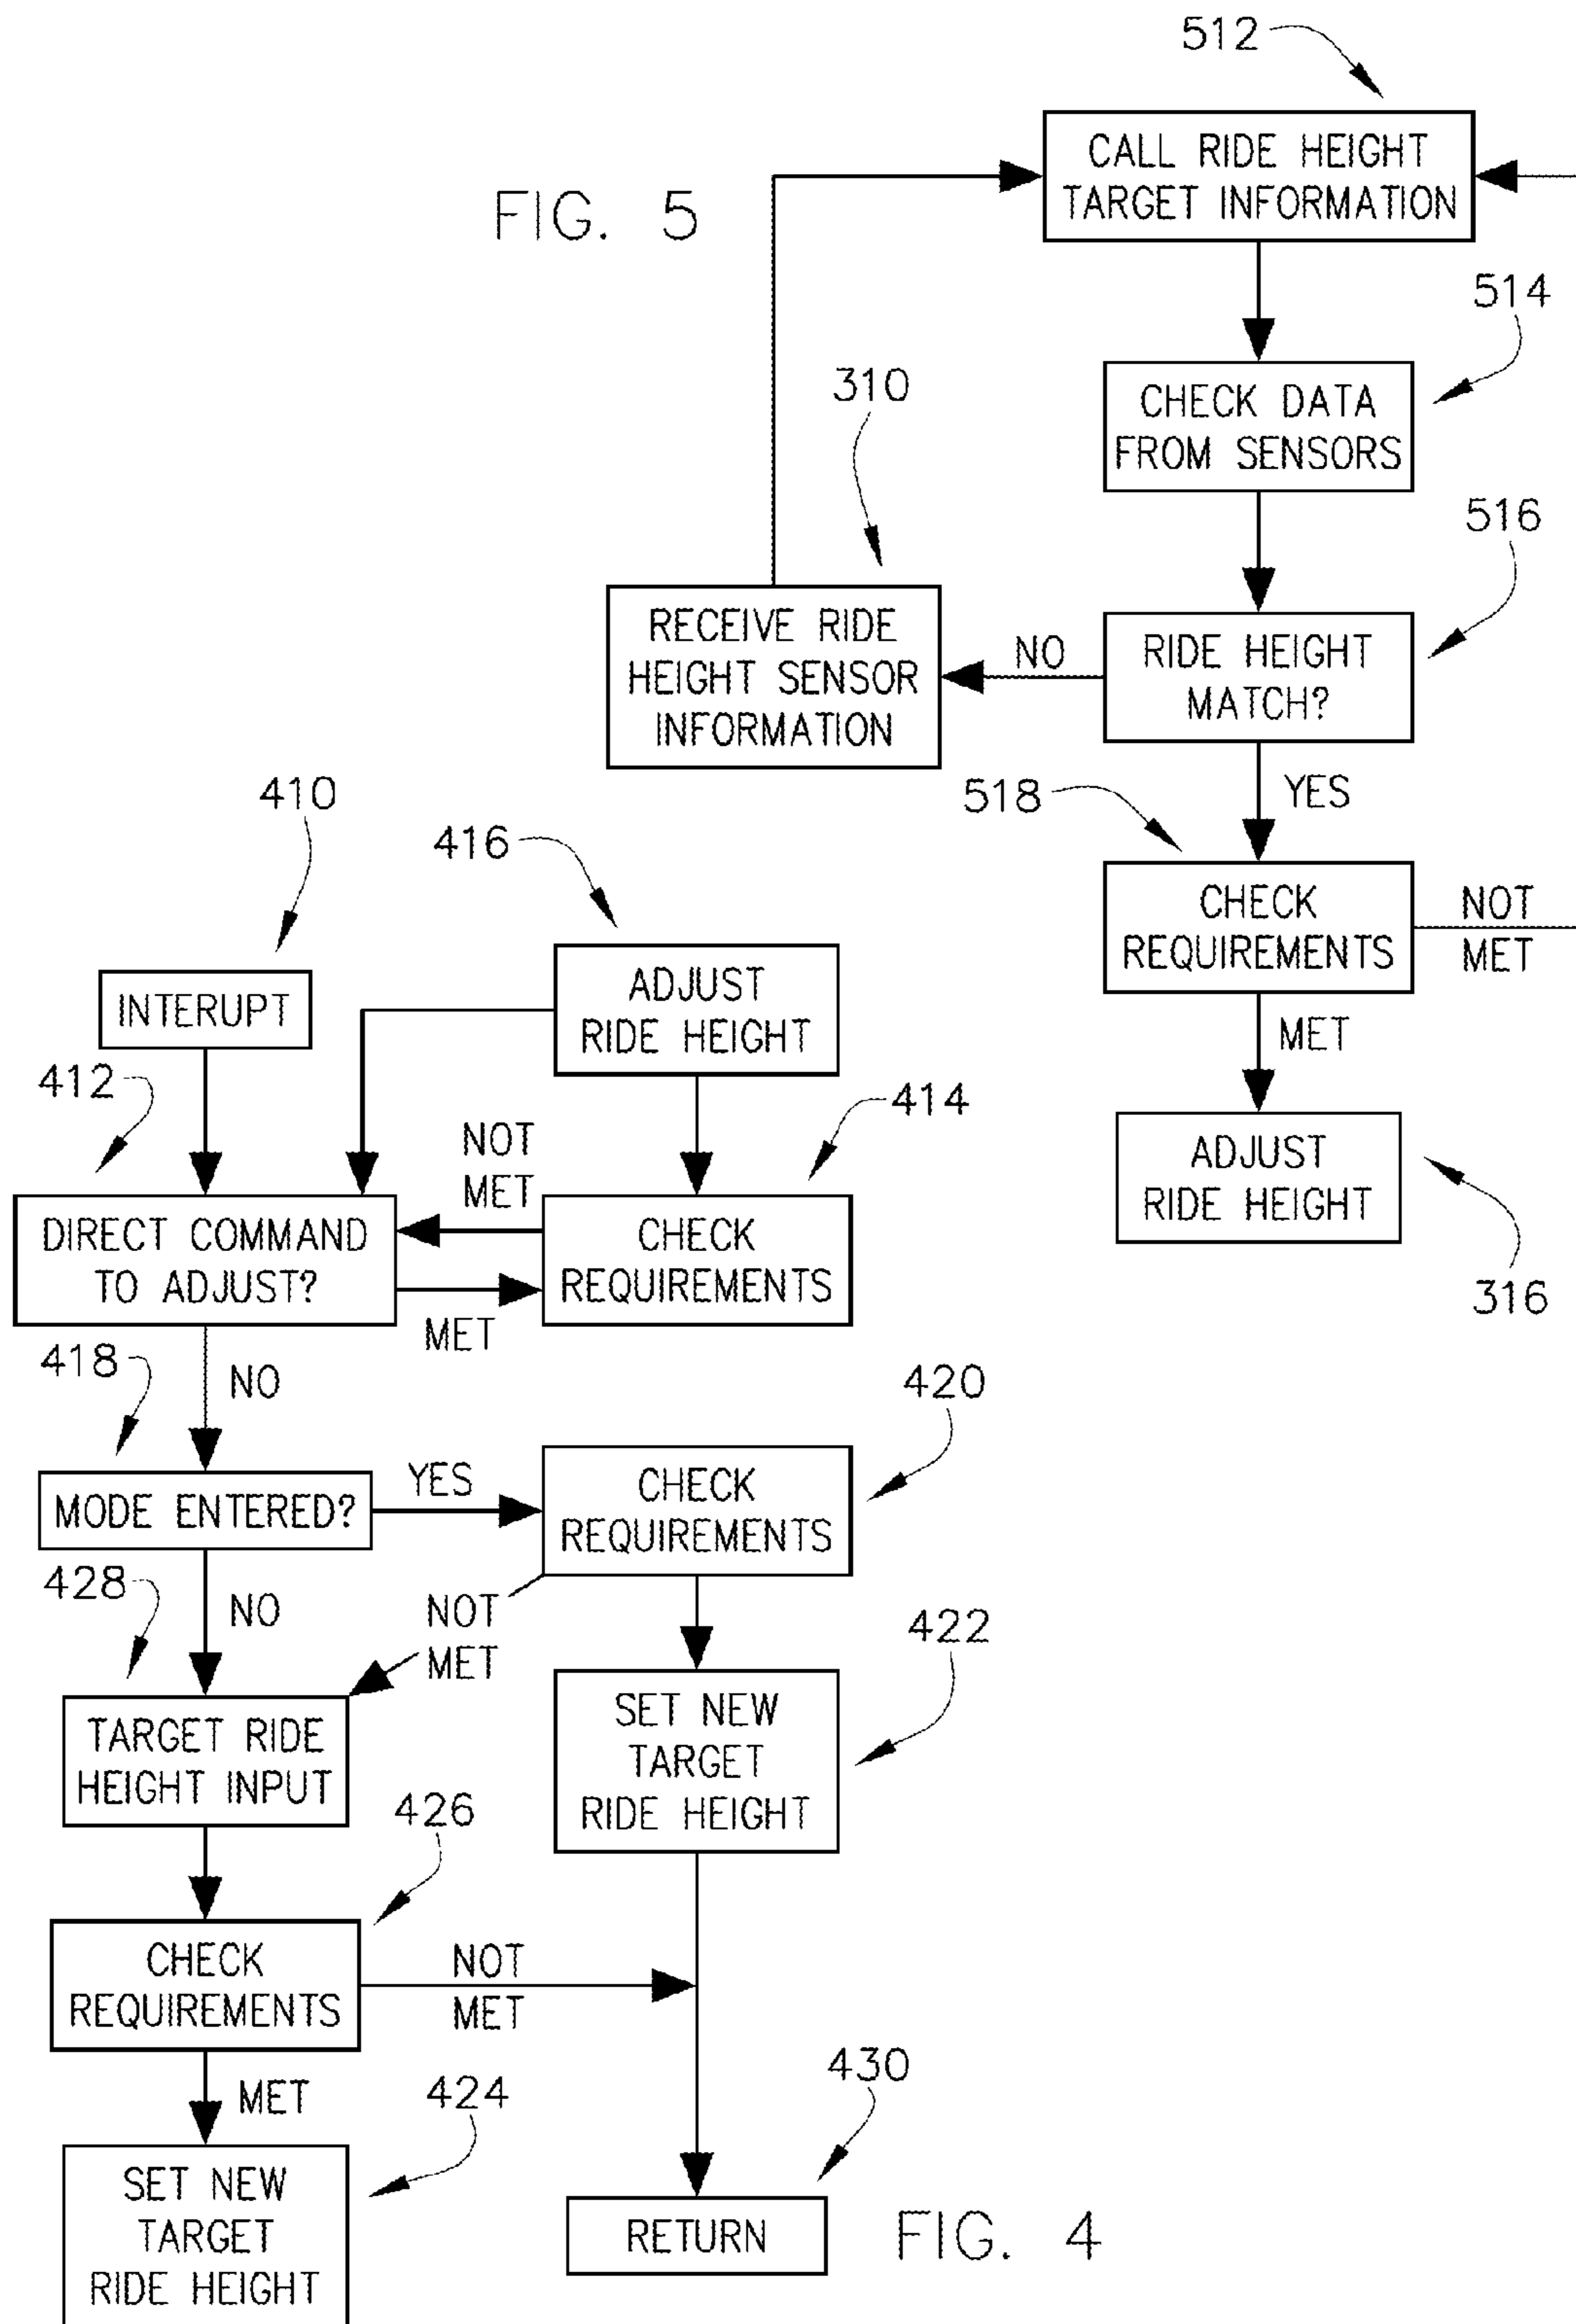 512
CALL RIDE HEIGHT
TARGET INFORMATION
FIG. 5
514
CHECK DATA
FROM SENSORS
310
516
RECEIVE RIDE
HEIGHT SENSOR
INFORMATION
NO
RIDE HEIGHT
MATCH?
YES
518
CHECK
REQUIREMENTS
NOT
MET
MET
ADJUST
RIDE HEIGHT
316
410
416
INTERUPT
ADJUST
RIDE HEIGHT
412
414
NOT
MET
DIRECT COMMAND
TO ADJUST?
CHECK
REQUIREMENTS
MET
418
NO
420
MODE ENTERED?
YES
CHECK
REQUIREMENTS
428
NO
NOT
MET
422
TARGET RIDE
HEIGHT INPUT
SET NEW
TARGET
RIDE HEIGHT
426
CHECK
REQUIREMENTS
NOT
MET
MET
424
430
SET NEW
TARGET
RIDE HEIGHT
RETURN
FIG. 4